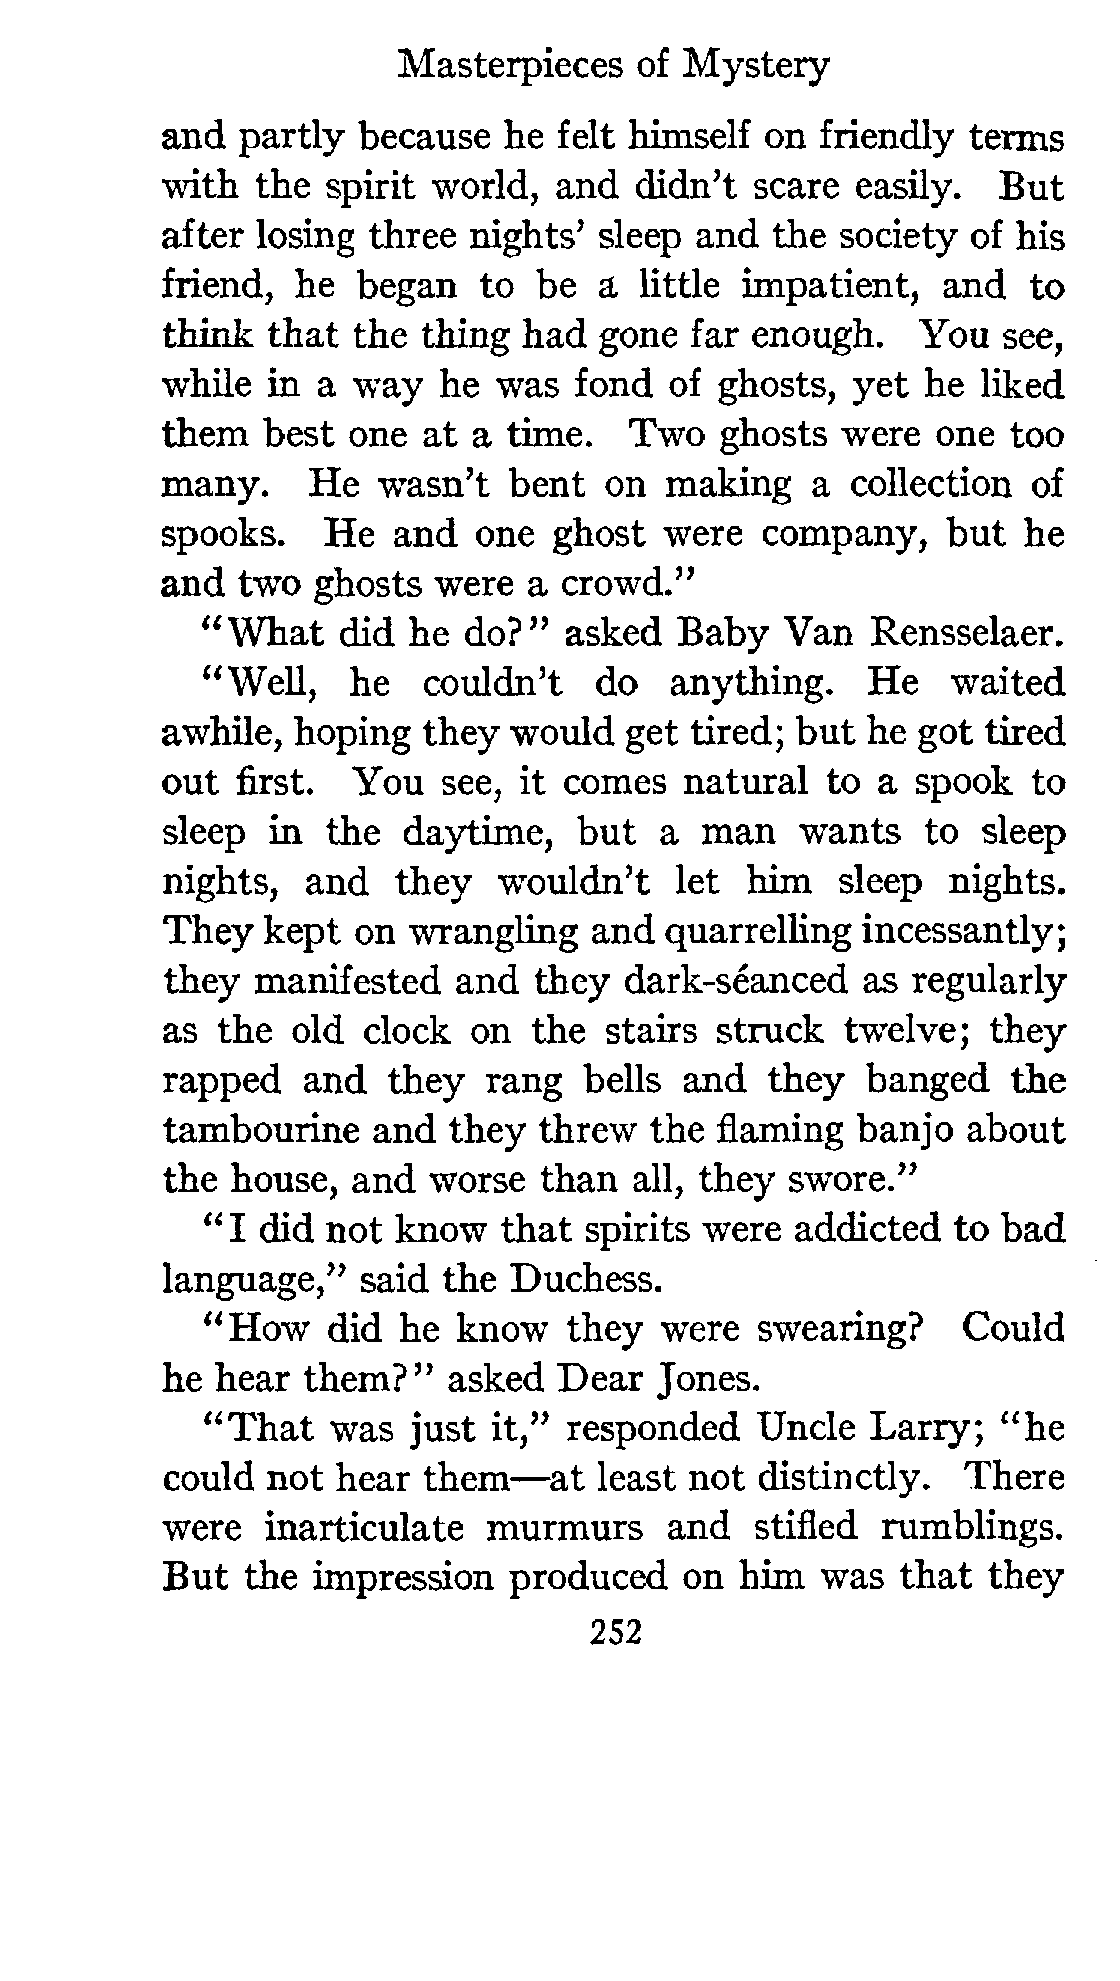 Masterpieces of Mystery
and partly because he felt himself on friendly terms
with the spirit world, and didn't scare easily. But
after losing three nights' sleep and the society of his
friend, he began to be a little impatient, and to
think that the thing had gone far enough. You see,
while in a way he was fond of ghosts, yet he liked
them best one at a time. Two ghosts were one too
many. He wasn't bent on making a collection of
spooks. He and one ghost were company, but he
and two ghosts were a crowd."
"What did he do?" asked Baby Van Rensselaer.
"Well, he couldn't do anything. He waited
awhile, hoping they would get tired; but he got tired
out first. You see, it comes natural to a spook to
sleep in the daytime, but a man wants to sleep
nights, and they wouldn't let him sleep nights.
They kept on wrangling and quarrelling incessantly;
they manifested and they dark-séanced as regularly
as the old clock on the stairs struck twelve; they
rapped and they rang bells and they banged the
tambourine and they threw the flaming banjo about
the house, and worse than all, they swore."
"I did not know that spirits were addicted to bad
language," said the Duchess.
"How did he know they were swearing? Could
he hear them?" asked Dear Jones.
"That was just it," responded Uncle Larry; "he
could not hear them—at least not distinctly. There
were inarticulate murmurs and stifled rumblings.
But the impression produced on him was that they
252